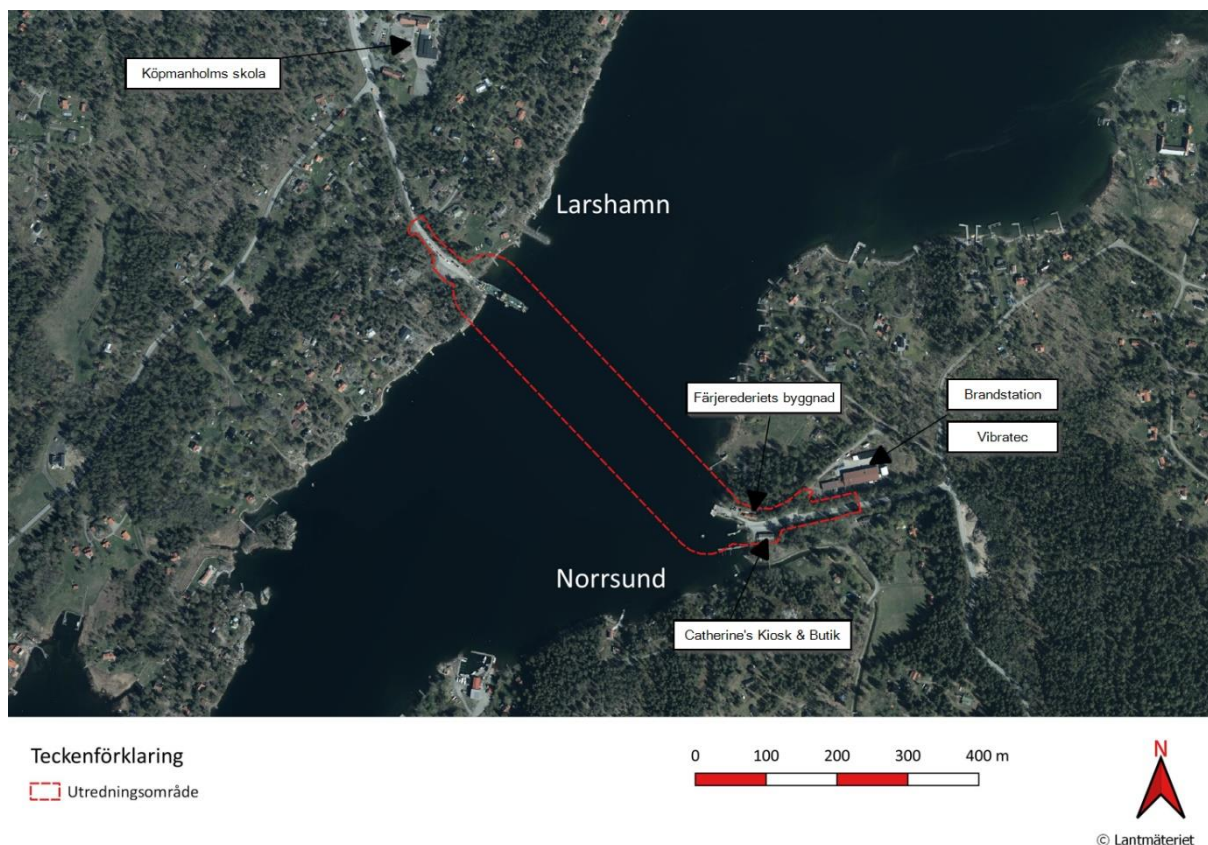 Köpmanholms skola
Larshamn
Färjerederiets byggnad
Brandstation
Vibratec
Norrsund
Catherine's Kiosk & Butik
Teckenförklaring
Utredningsområde
0 100 200 300 400 m
N
© Lantmäteriet